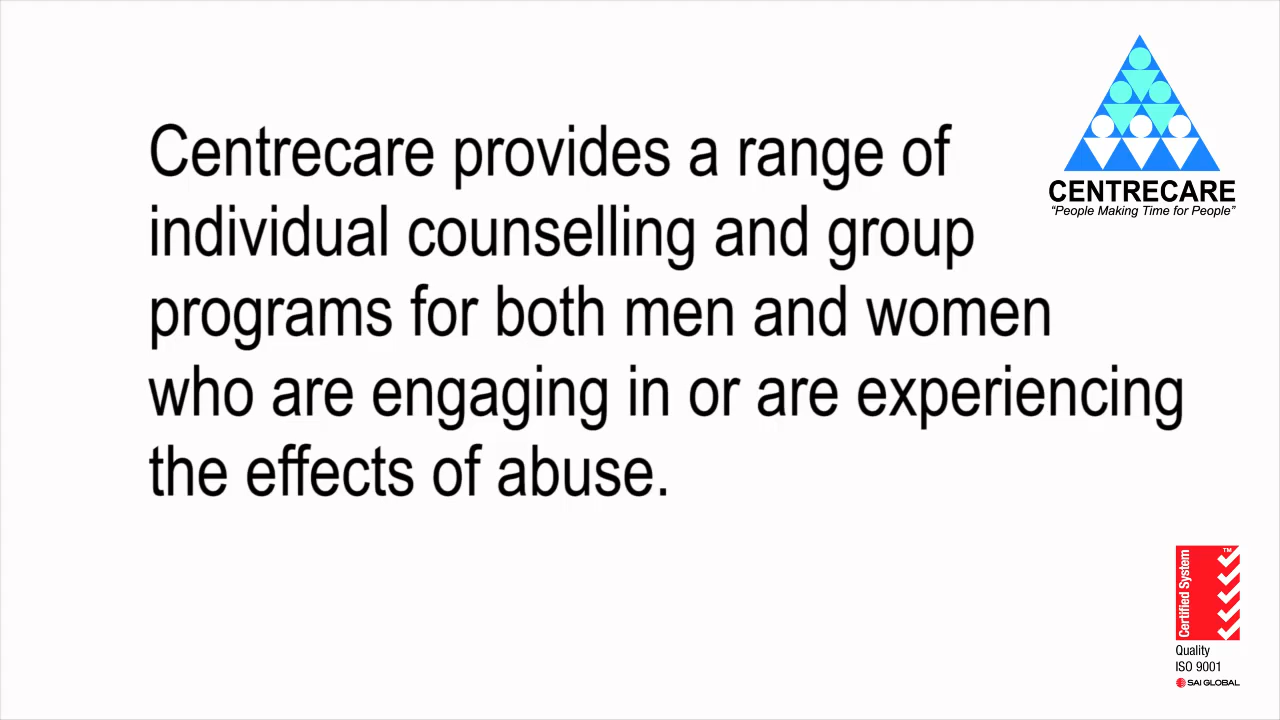 Centrecare provides a range of
individual counselling and group
programs for both men and women
who are engaging in or are experiencing
the effects of abuse.
CENTRECARE
“People Making Time for People”
Certified System
TM
Quality
ISO 9001
SAI GLOBAL